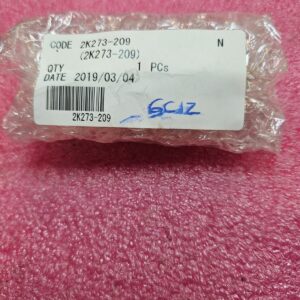 CODE 2K273-209 N
(2K273-209)
QTY 1 PCs
DATE 2019/03/04
2K273-209